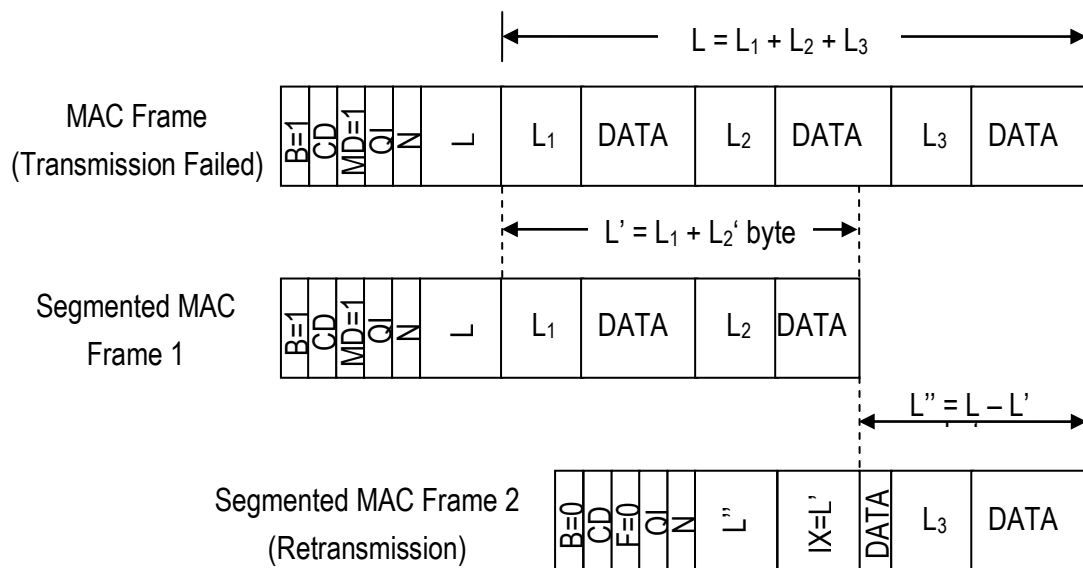 L = L₁ + L₂ + L₃
MAC Frame
(Transmission Failed)
B=1 CD MD=1 QI N L L₁ DATA L₂ DATA L₃ DATA
L' = L₁ + L₂‘ byte
Segmented MAC
Frame 1
B=1 CD MD=1 QI N L L₁ DATA L₂ DATA
L’’ = L – L’
Segmented MAC Frame 2
(Retransmission)
B=0 CD F=0 QI N L’’ IX=L’ DATA L₃ DATA